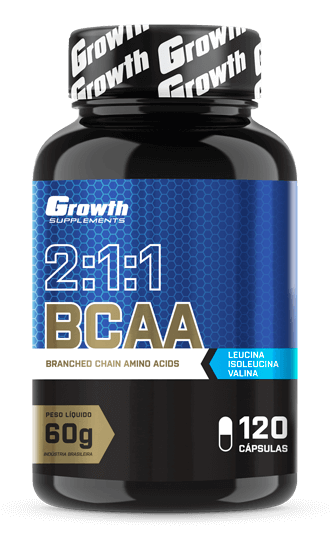 Growth
Growth
Growth
SUPPLEMENTS
2:1:1
BCAA
BRANCHED CHAIN AMINO ACIDS
LEUCINA
ISOLEUCINA
VALINA
PESO LÍQUIDO
60g
INDÚSTRIA BRASILEIRA
120
CÁPSULAS